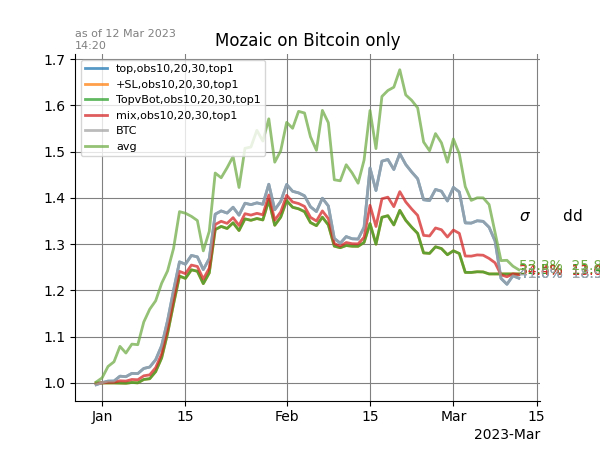 as of 12 Mar 2023
14:20
Mozaic on Bitcoin only
top,obs10,20,30,top1
+SL,obs10,20,30,top1
TopvBot,obs10,20,30,top1
mix,obs10,20,30,top1
BTC
avg
σ dd
1.7
1.6
1.5
1.4
1.3
1.2
1.1
1.0
Jan 15 Feb 15 Mar 15
2023-Mar